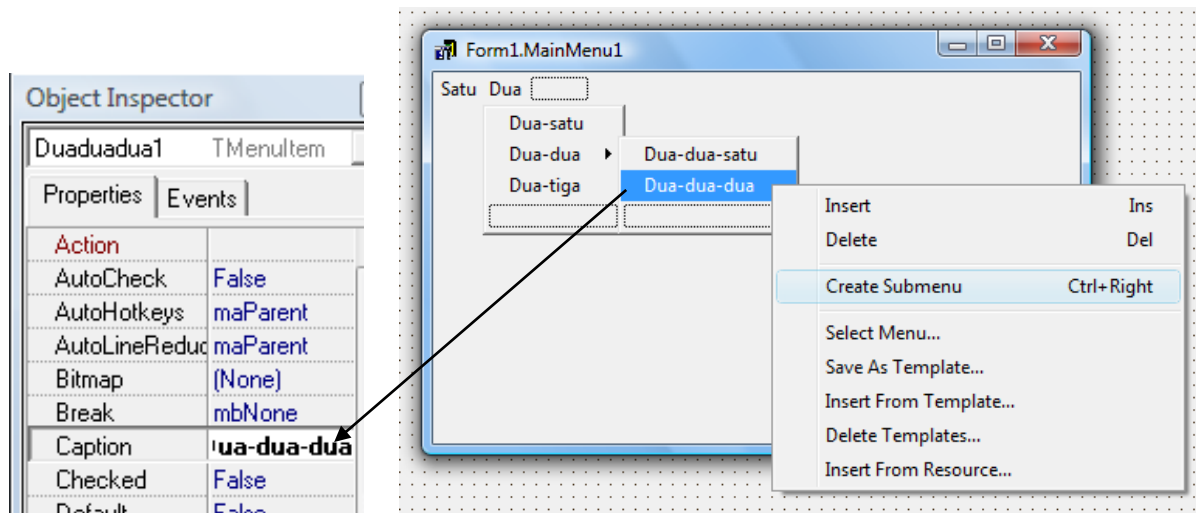 Object Inspector
Duaduadua1 TMenuItem
Properties Events
Action
AutoCheck False
AutoHotkeys maParent
AutoLineReduc maParent
Bitmap (None)
Break mbNone
Caption ua-dua-dua
Checked False
Default False
Form1.MainMenu1
Satu Dua
Dua-satu
Dua-dua Dua-dua-satu
Dua-tiga Dua-dua-dua
Insert Ins
Delete Del
Create Submenu Ctrl+Right
Select Menu...
Save As Template...
Insert From Template...
Delete Templates...
Insert From Resource...